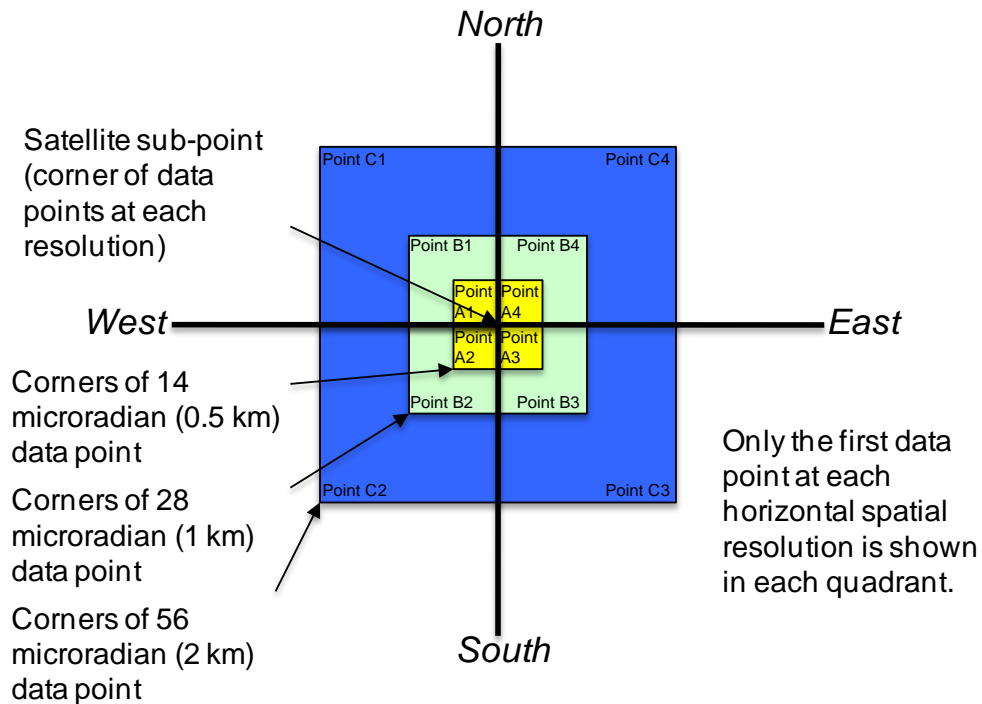 North
Satellite sub-point
(corner of data
points at each
resolution)
Point C1
Point C4
Point B1
Point B4
Point
A1
Point
A4
West
East
Point
A2
Point
A3
Corners of 14
microradian (0.5 km)
data point
Point B2
Point B3
Only the first data
point at each
horizontal spatial
resolution is shown
in each quadrant.
Point C2
Point C3
Corners of 28
microradian (1 km)
data point
Corners of 56
microradian (2 km)
data point
South